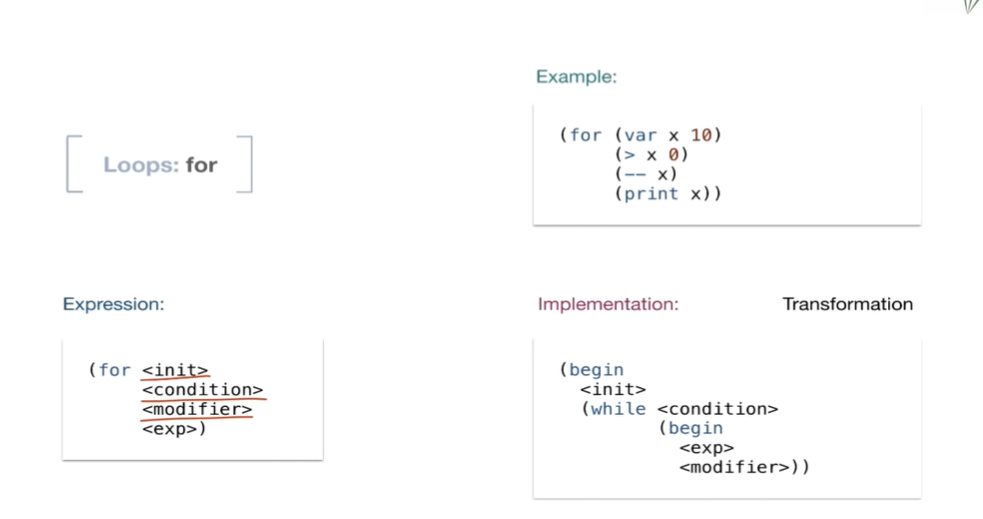 Loops: for
Example:
(for (var x 10)
(> x 0)
(-- x)
(print x))
Expression:
(for <init>
<condition>
<modifier>
<exp>)
Implementation:
Transformation
(begin
<init>
(while <condition>
(begin
<exp>
<modifier>))